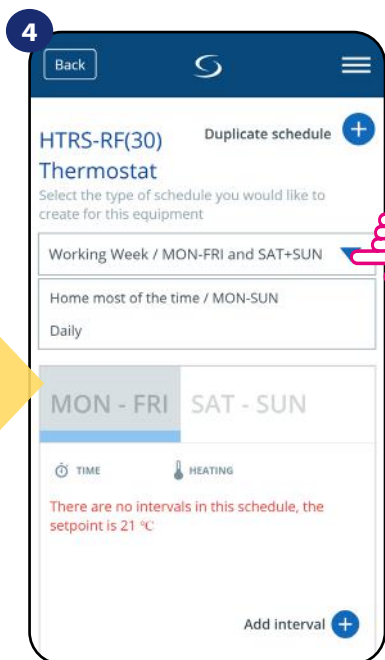 4
Back
HTRS-RF(30)
Thermostat
Duplicate schedule
Select the type of schedule you would like to
create for this equipment
Working Week / MON-FRI and SAT+SUN
Home most of the time / MON-SUN
Daily
MON - FRI SAT - SUN
TIME HEATING
There are no intervals in this schedule, the
setpoint is 21 °C
Add interval